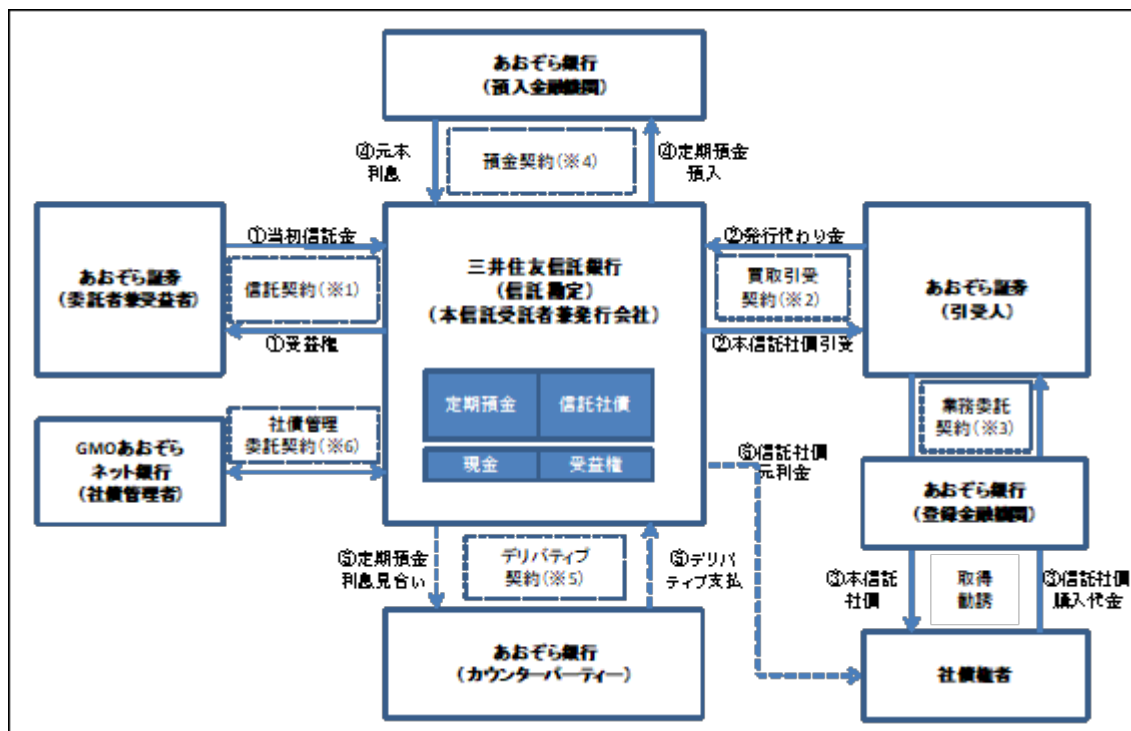 あおぞら銀行
(預入金融機関)
④元本
利息
預金契約(※4)
④定期預金
預入
①当初信託金
あおぞら証券
(委託者兼受益者)
信託契約(※1)
①受益権
三井住友信託銀行
(信託勘定)
(本信託受託者兼発行会社)
②発行代わり金
買取引受
契約(※2)
②本信託社債引受
あおぞら証券
(引受人)
定期預金
信託社債
現金
受益権
GMOあおぞら
ネット銀行
(社債管理者)
社債管理
委託契約(※6)
業務委託
契約(※3)
⑥信託社債
元利金
あおぞら銀行
(登録金融機関)
⑤定期預金
利息見合い
デリバティブ
契約(※5)
⑤デリバ
ティブ支払
③本信託
社債
取得
勧誘
③信託社債
購入代金
あおぞら銀行
(カウンターパーティー)
社債権者